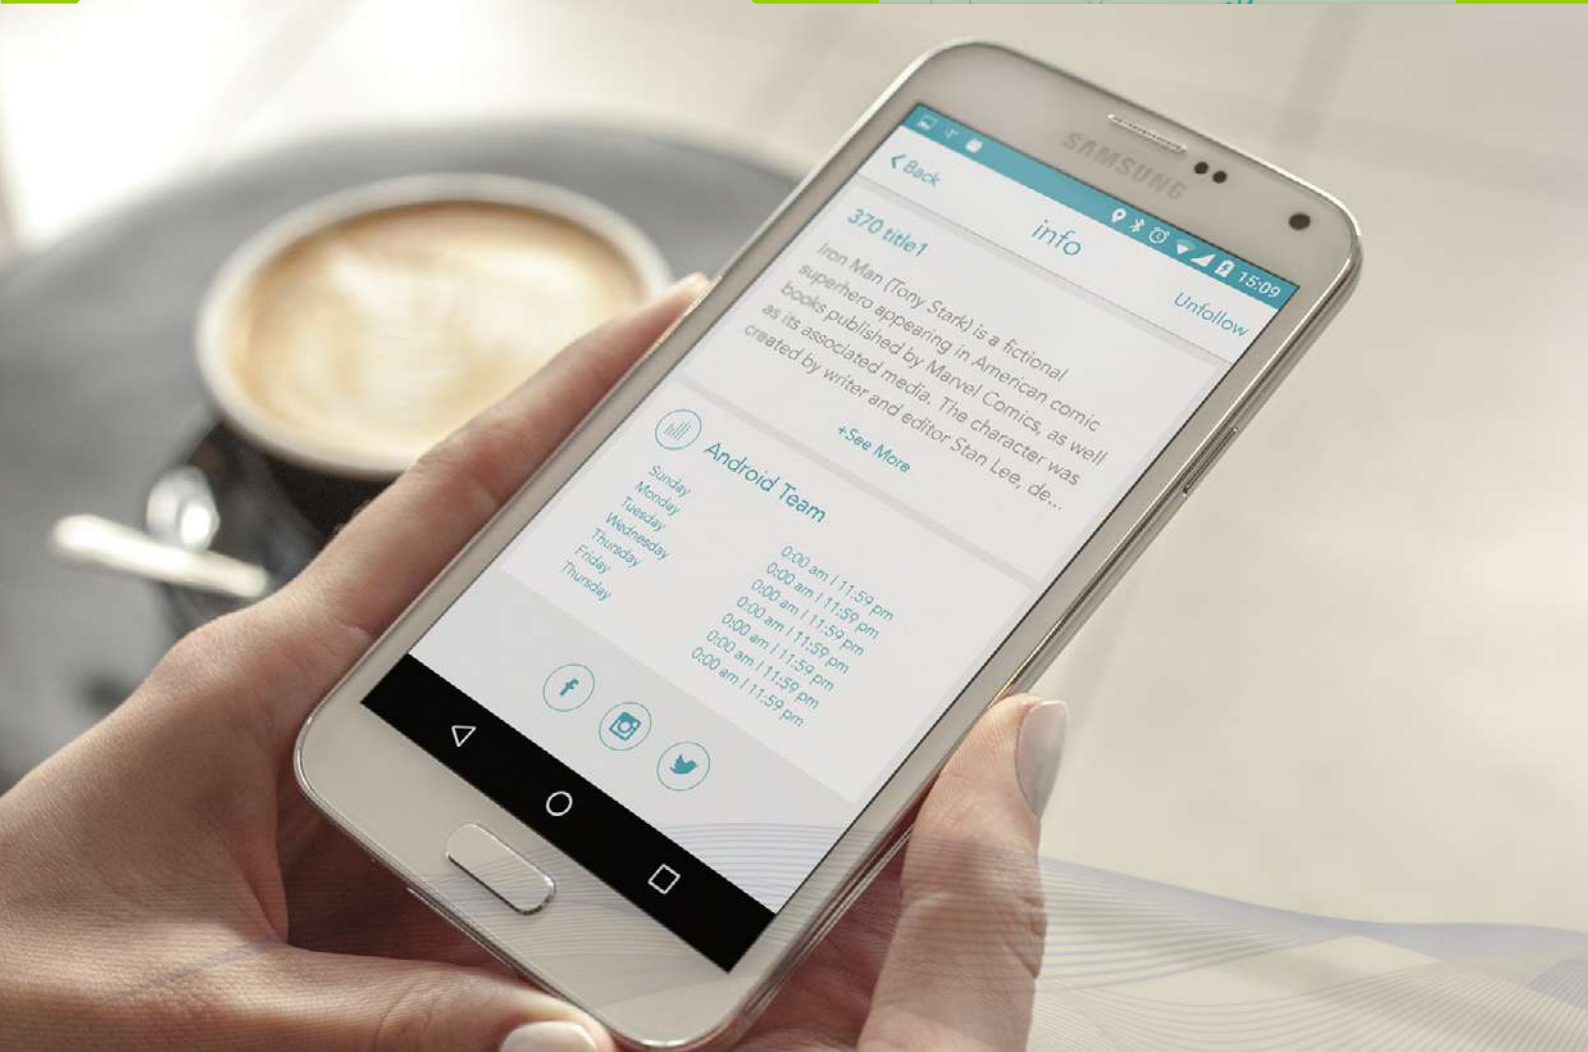 SAMSUNG
15:09
Back
info
Unfollow
370 title1
Iron Man (Tony Stark) is a fictional
superhero appearing in American comic
books published by Marvel Comics, as well
as its associated media. The character was
created by writer and editor Stan Lee, de...
+See More
Android Team
Sunday 0:00 am | 11:59 pm
Monday 0:00 am | 11:59 pm
Tuesday 0:00 am | 11:59 pm
Wednesday 0:00 am | 11:59 pm
Thursday 0:00 am | 11:59 pm
Friday 0:00 am | 11:59 pm
Thursday 0:00 am | 11:59 pm